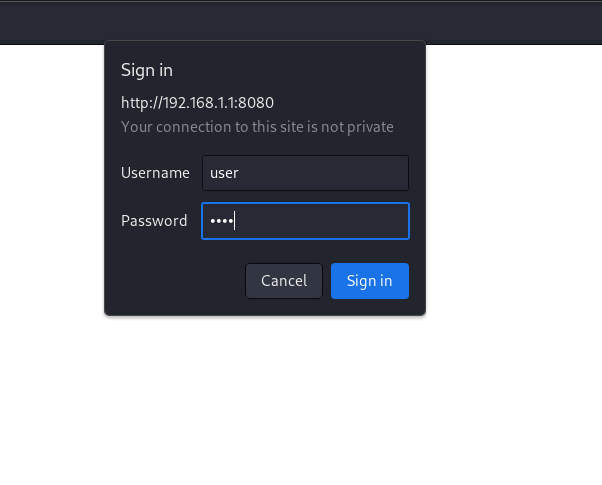 Sign in
http://192.168.1.1:8080
Your connection to this site is not private
Username user
Password ••••
Cancel Sign in